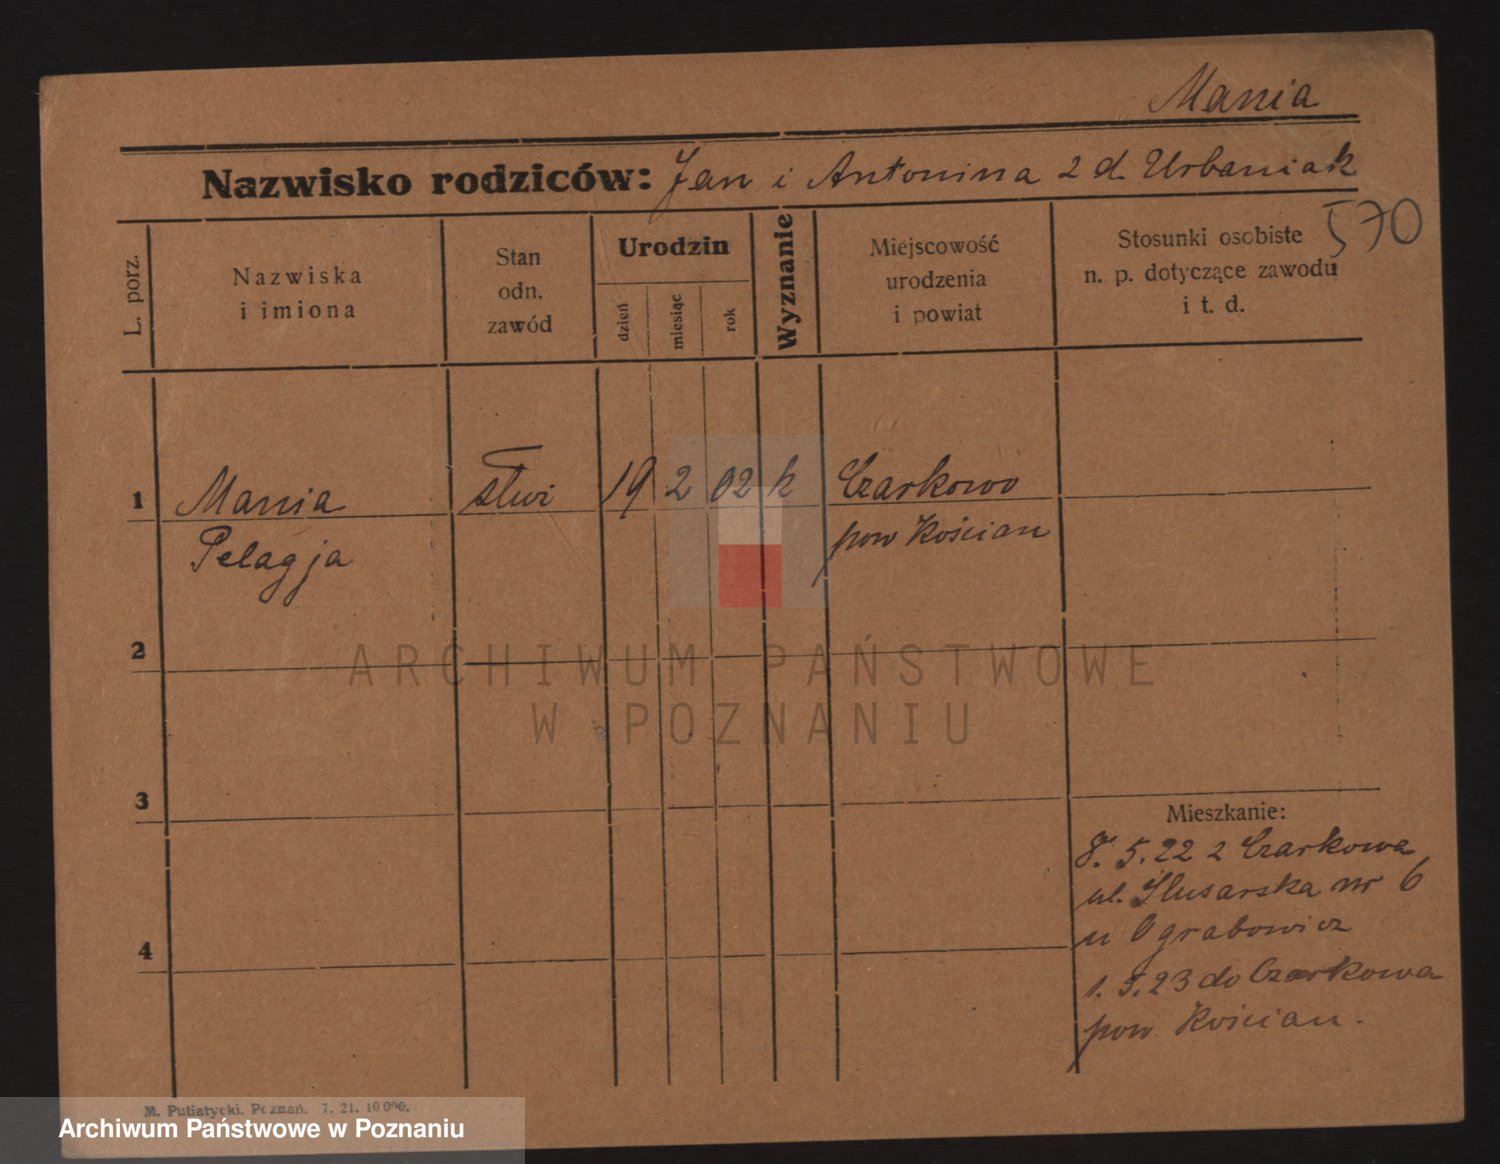 Mania
Nazwisko rodziców: Jan i Antonina z d. Urbaniak
570
L. porz.
Nazwiska
i imiona
Stan
odn.
zawód
Urodzin
dzień
miesiąc
rok
Wyznanie
Miejscowość
urodzenia
i powiat
Stosunki osobiste
n. p. dotyczące zawodu
i t. d.
1 Mania 19 2 02 k Czarkowo
Pelagja pow Kościan
2
ARCHIWUM PAŃSTWOWE
W POZNANIU
3
Mieszkanie:
8. 5. 22 z Czarkowa
ul. Ślusarska nr 6
u Ograbowicz
4
1. 5. 23 do Czarkowa
pow. Kościan.
M. Putiatycki. Poznań. 7. 21. 10 000.
Archiwum Państwowe w Poznaniu